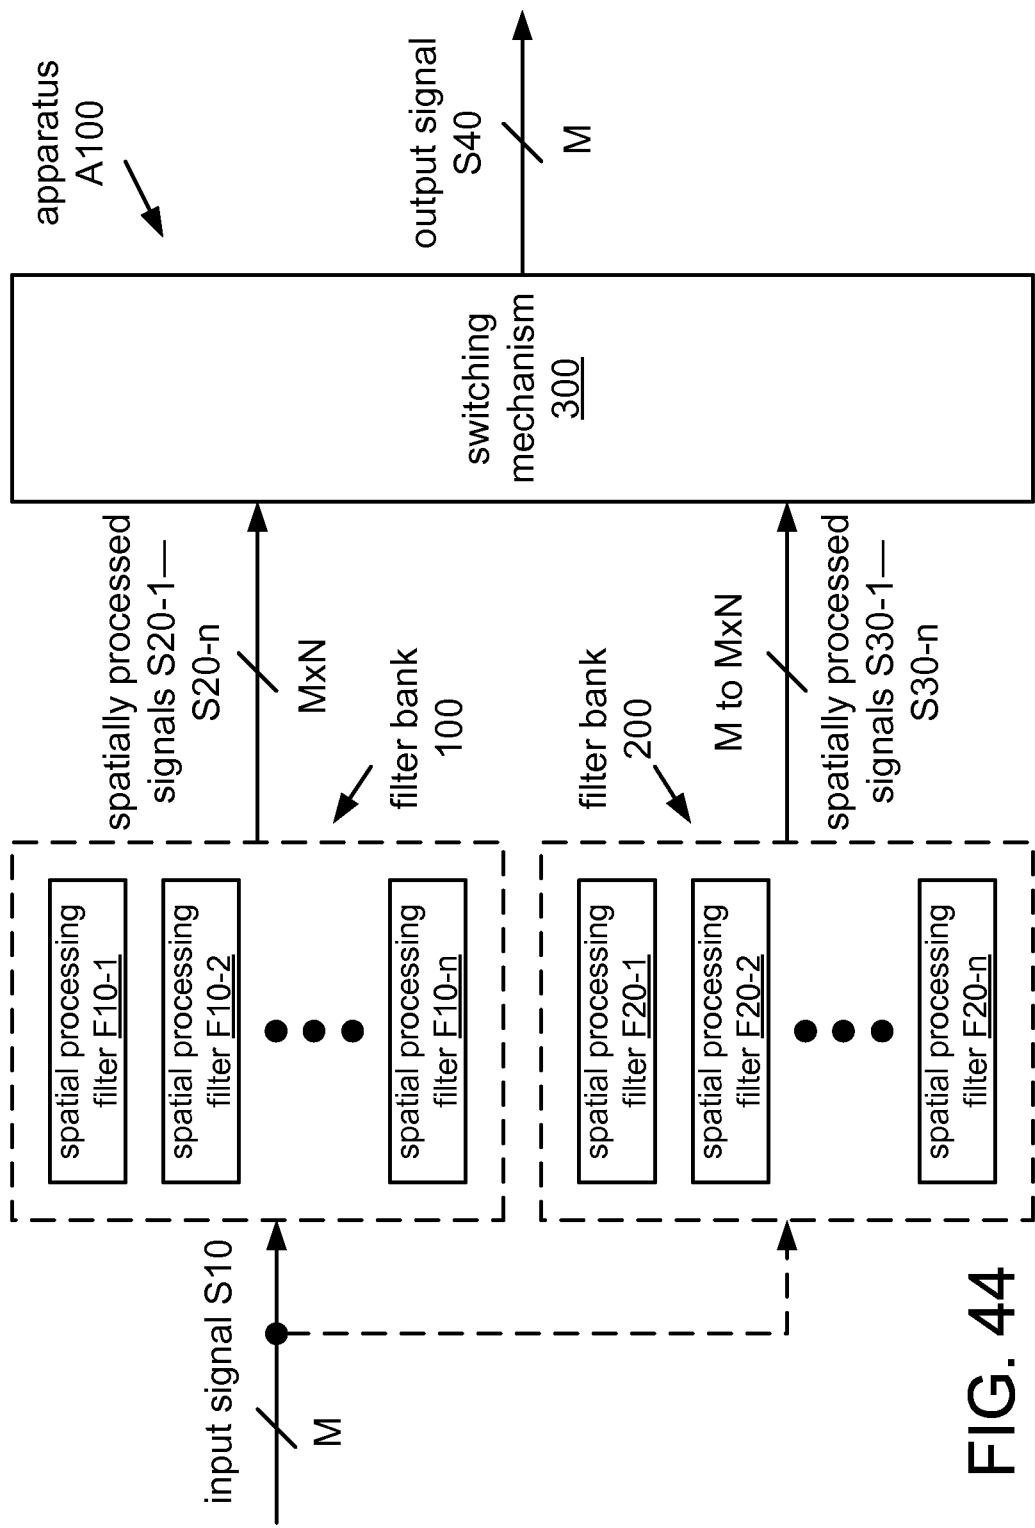 apparatus
A100
input signal S10
M
spatial processing
filter F10-1
spatial processing
filter F10-2
spatial processing
filter F10-n
filter bank
100
spatially processed
signals S20-1—
S20-n
MxN
spatial processing
filter F20-1
spatial processing
filter F20-2
spatial processing
filter F20-n
filter bank
200
M to MxN
spatially processed
signals S30-1—
S30-n
switching
mechanism
300
output signal
S40
M
FIG. 44